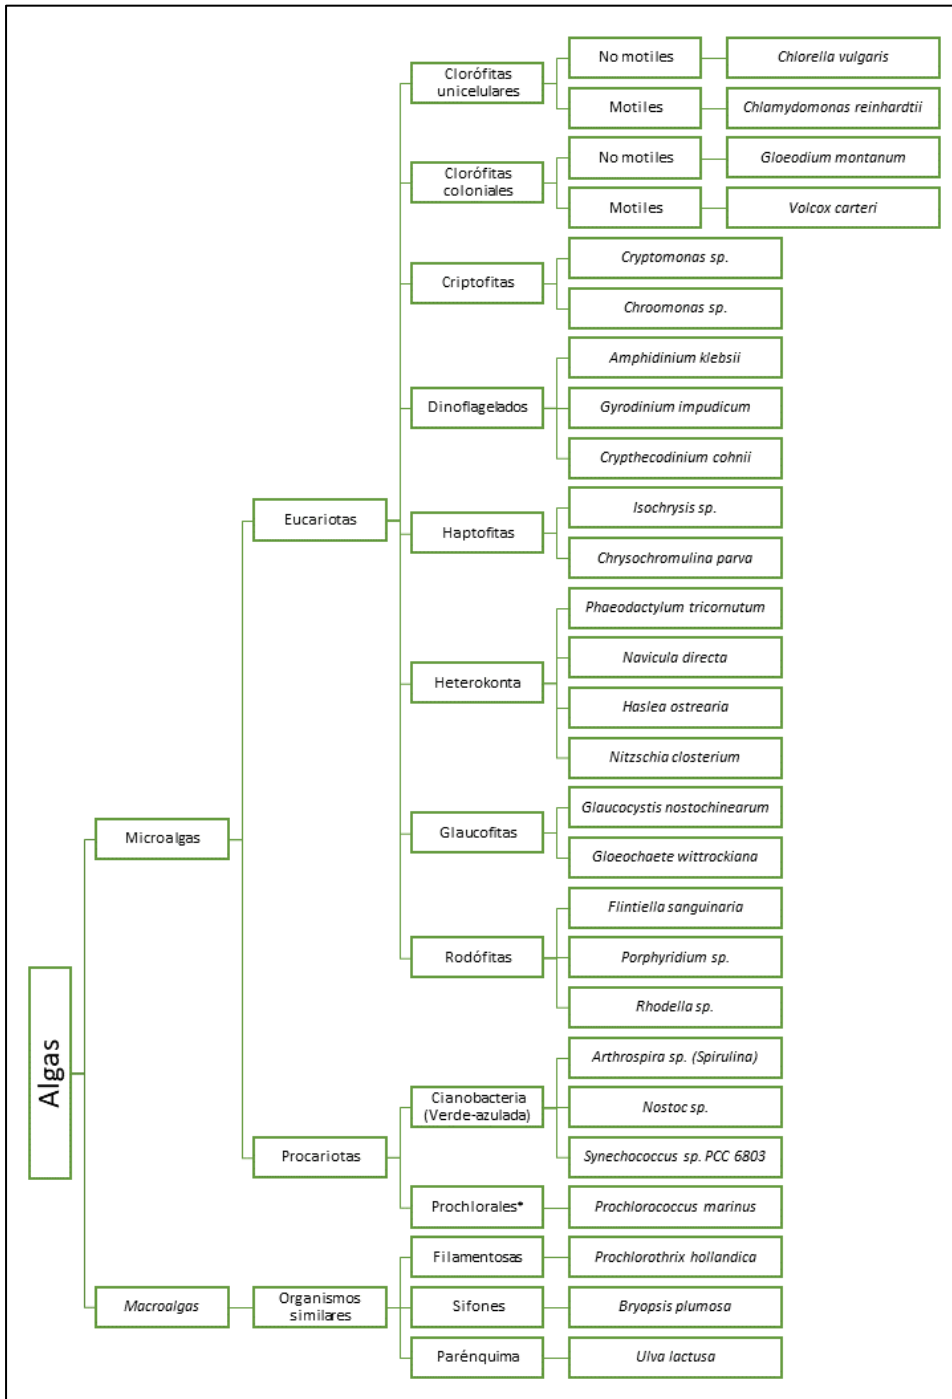 Algas
Microalgas
Eucariotas
Clorófitas
unicelulares
No motiles
Chlorella vulgaris
Motiles
Chlamydomonas reinhardtii
Clorófitas
coloniales
No motiles
Gloeodium montanum
Motiles
Volcox carteri
Criptofitas
Cryptomonas sp.
Chroomonas sp.
Dinoflagelados
Amphidinium klebsii
Gyrodinium impudicum
Crypthecodinium cohnii
Haptofitas
Isochrysis sp.
Chrysochromulina parva
Heterokonta
Phaeodactylum tricornutum
Navicula directa
Haslea ostrearia
Nitzschia closterium
Glaucofitas
Glaucocystis nostochinearum
Gloeochaete wittrockiana
Rodófitas
Flintiella sanguinaria
Porphyridium sp.
Rhodella sp.
Procariotas
Cianobacteria
(Verde-azulada)
Arthrospira sp. (Spirulina)
Nostoc sp.
Synechococcus sp. PCC 6803
Prochlorales*
Prochlorococcus marinus
Macroalgas
Organismos
similares
Filamentosas
Prochlorothrix hollandica
Sifones
Bryopsis plumosa
Parénquima
Ulva lactusa